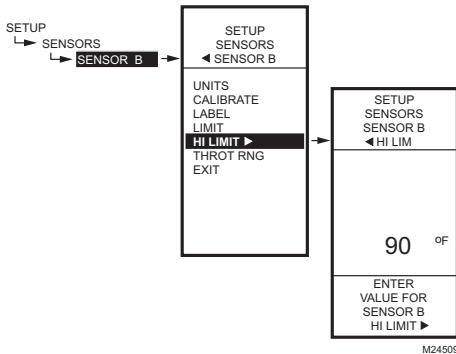 SETUP
SENSORS
SENSOR B
SETUP
SENSORS
◀ SENSOR B
UNITS
CALIBRATE
LABEL
LIMIT
HI LIMIT ▶
THROT RNG
EXIT
SETUP
SENSORS
SENSOR B
◀ HI LIM
90 ºF
ENTER
VALUE FOR
SENSOR B
HI LIMIT ▶
M24509